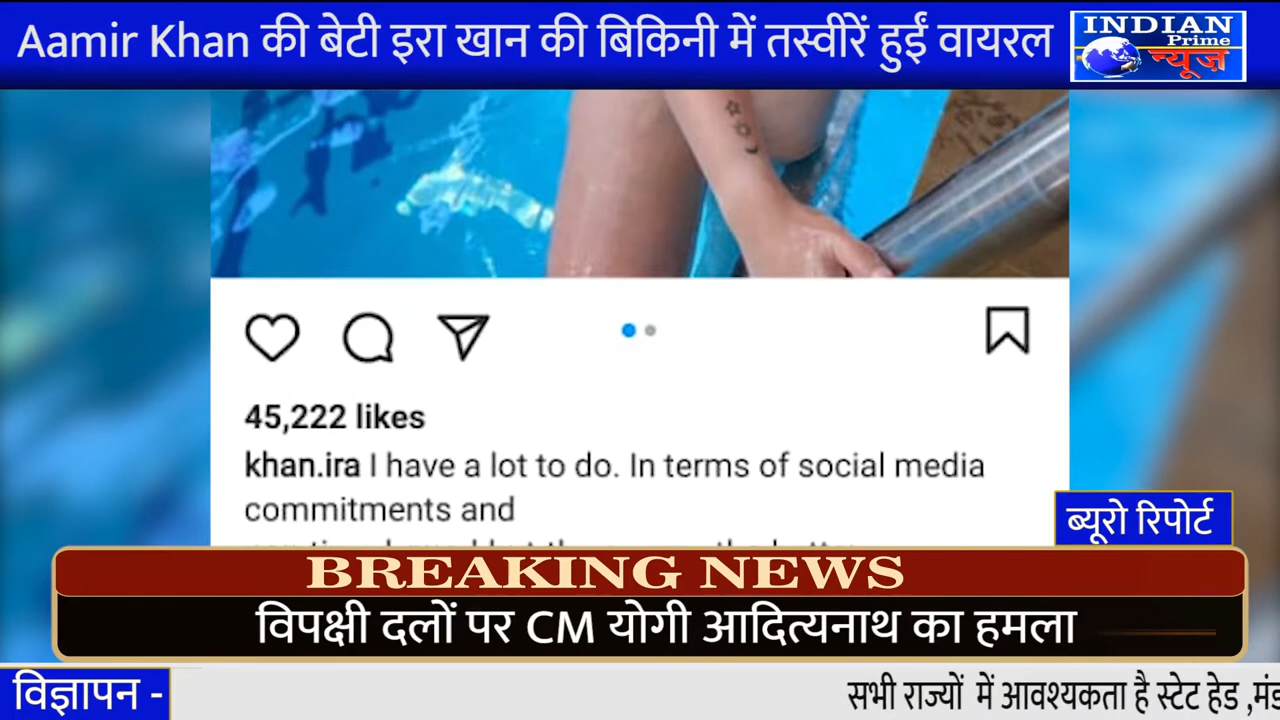 Aamir Khan की बेटी इरा खान की बिकिनी में तस्वीरें हुईं वायरल
INDIAN
Prime
न्यूज़
45,222 likes
khan.ira I have a lot to do. In terms of social media
commitments and
ब्यूरो रिपोर्ट
BREAKING NEWS
विपक्षी दलों पर CM योगी आदित्यनाथ का हमला
विज्ञापन -
सभी राज्यों में आवश्यकता है स्टेट हेड ,मंड